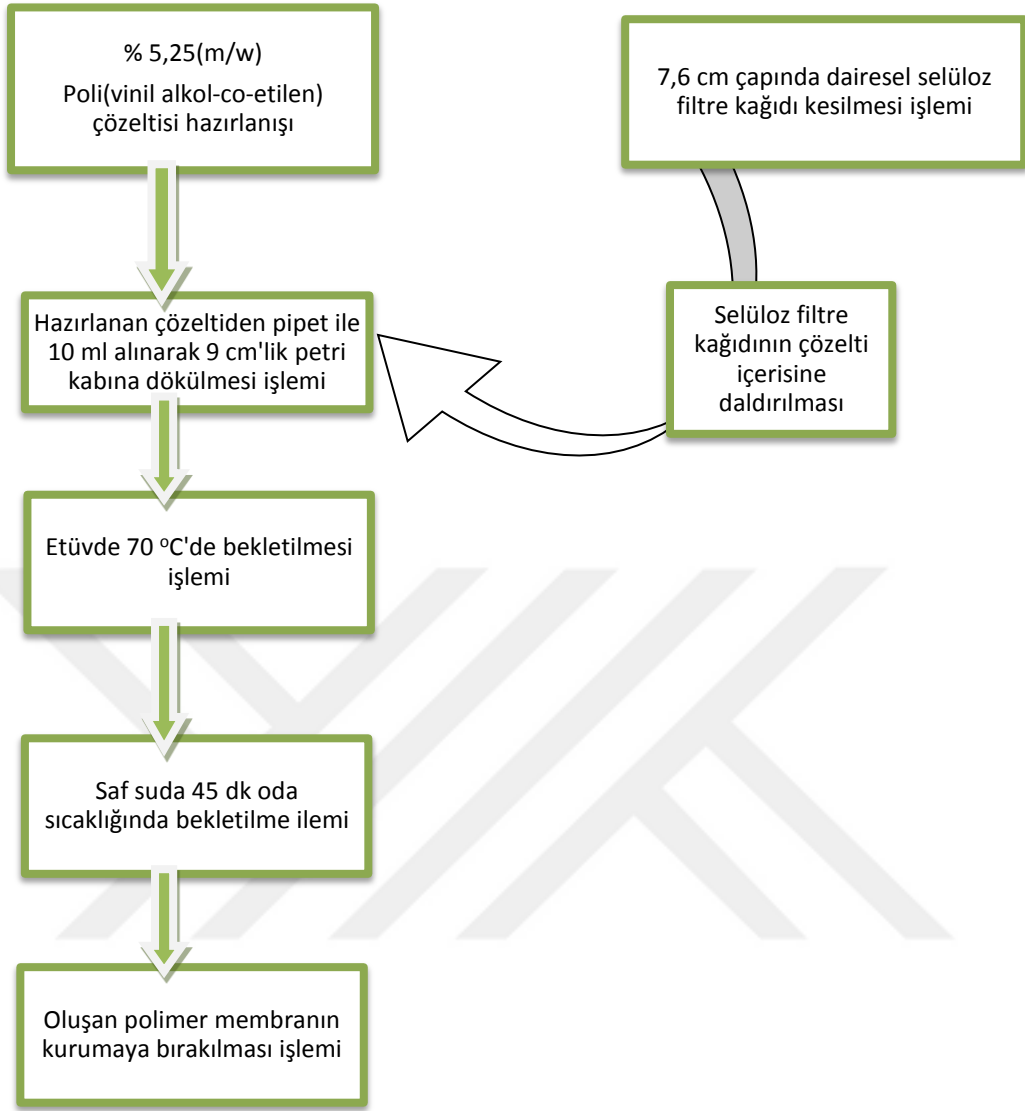 % 5,25(m/w)
Poli(vinil alkol-co-etilen)
çözeltisi hazırlanışı
7,6 cm çapında dairesel selüloz
filtre kağıdı kesilmesi işlemi
Hazırlanan çözeltiden pipet ile
10 ml alınarak 9 cm'lik petri
kabına dökülmesi işlemi
Selüloz filtre
kağıdının çözelti
içerisine
daldırılması
Etüvde 70 °C'de bekletilmesi
işlemi
Saf suda 45 dk oda
sıcaklığında bekletilme ilemi
Oluşan polimer membranın
kurumaya bırakılması işlemi